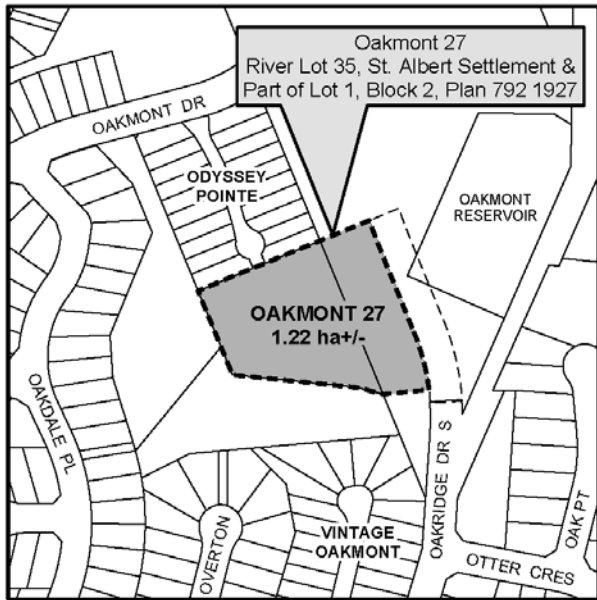 Oakmont 27
River Lot 35, St. Albert Settlement &
Part of Lot 1, Block 2, Plan 792 1927
OAKMONT DR
ODYSSEY
POINTE
OAKMONT
RESERVOIR
OAKMONT 27
1.22 ha+/-
OAKDALE PL
OVERTON
VINTAGE
OAKMONT
OAKRIDGE DR S
OAK PT
OTTER CRES